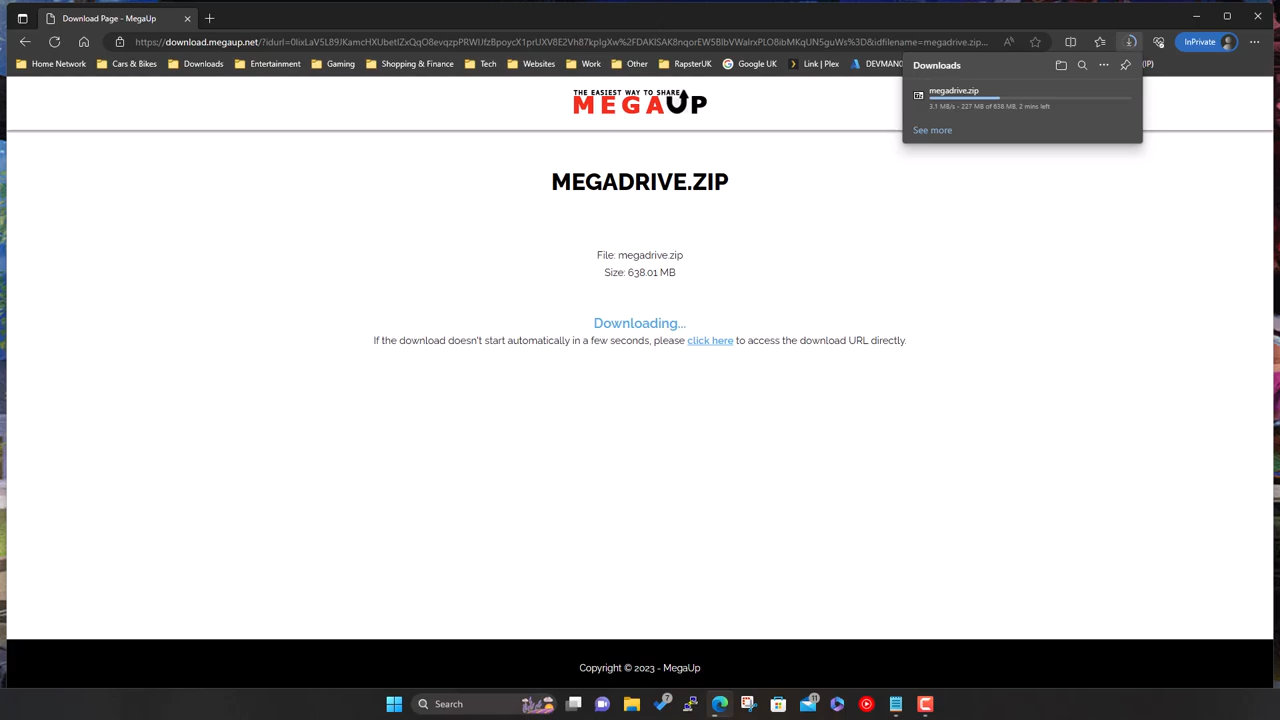 Download Page - MegaUp
https://download.megaup.net/?idurl=
&idfilename=megadrive.zip...
InPrivate
Home Network
Cars & Bikes
Downloads
Entertainment
Gaming
Shopping & Finance
Tech
Websites
Work
Other
RapsterUK
Google UK
Link | Plex
DEVMAND
(IP)
Downloads
megadrive.zip
3.1 MB/s - 227 MB of 638 MB, 2 mins left
See more
THE EASIEST WAY TO SHARE
MEGAUP
MEGADRIVE.ZIP
File: megadrive.zip
Size: 638.01 MB
Downloading...
If the download doesn't start automatically in a few seconds, please click here to access the download URL directly.
Copyright © 2023 - MegaUp
Search
7
11